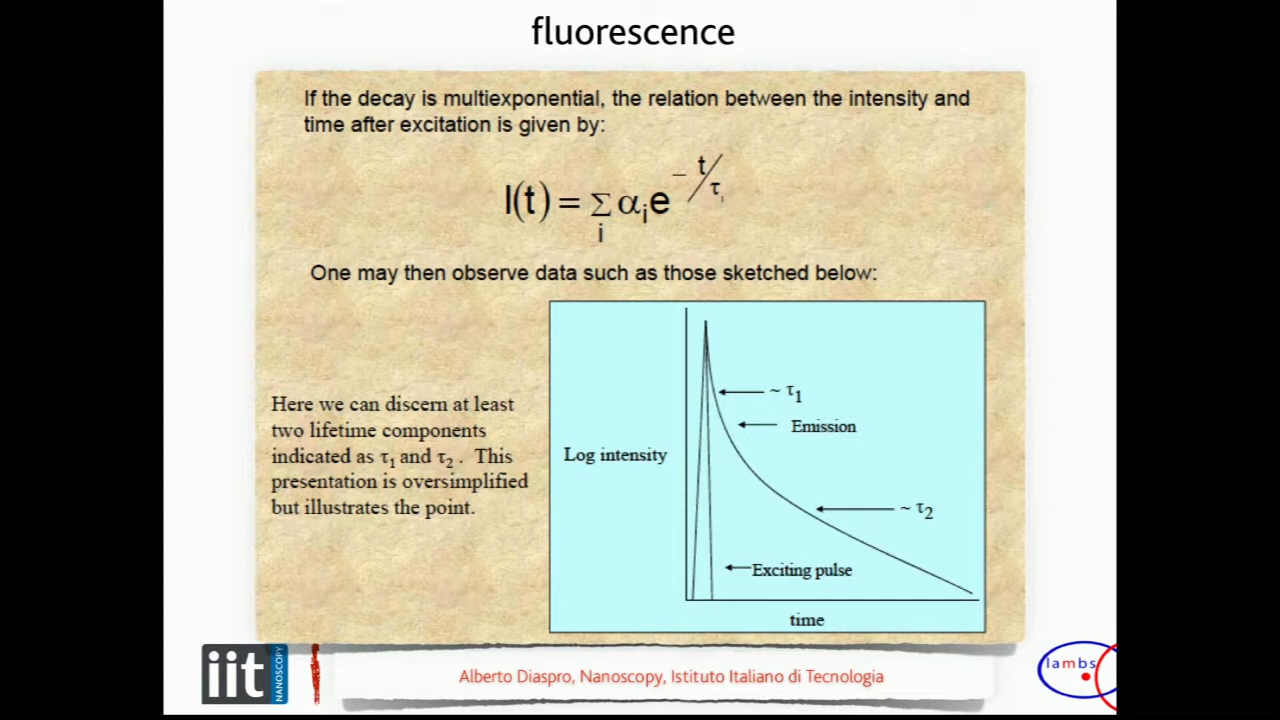 fluorescence
If the decay is multiexponential, the relation between the intensity and
time after excitation is given by:
I(t) = Σ αᵢe − t/τᵢ
i
One may then observe data such as those sketched below:
Here we can discern at least
two lifetime components
indicated as τ₁ and τ₂ . This
presentation is oversimplified
but illustrates the point.
~ τ₁
Emission
Log intensity
~ τ₂
Exciting pulse
time
iit
NANOSCOPY
Alberto Diaspro, Nanoscopy, Istituto Italiano di Tecnologia
lambs